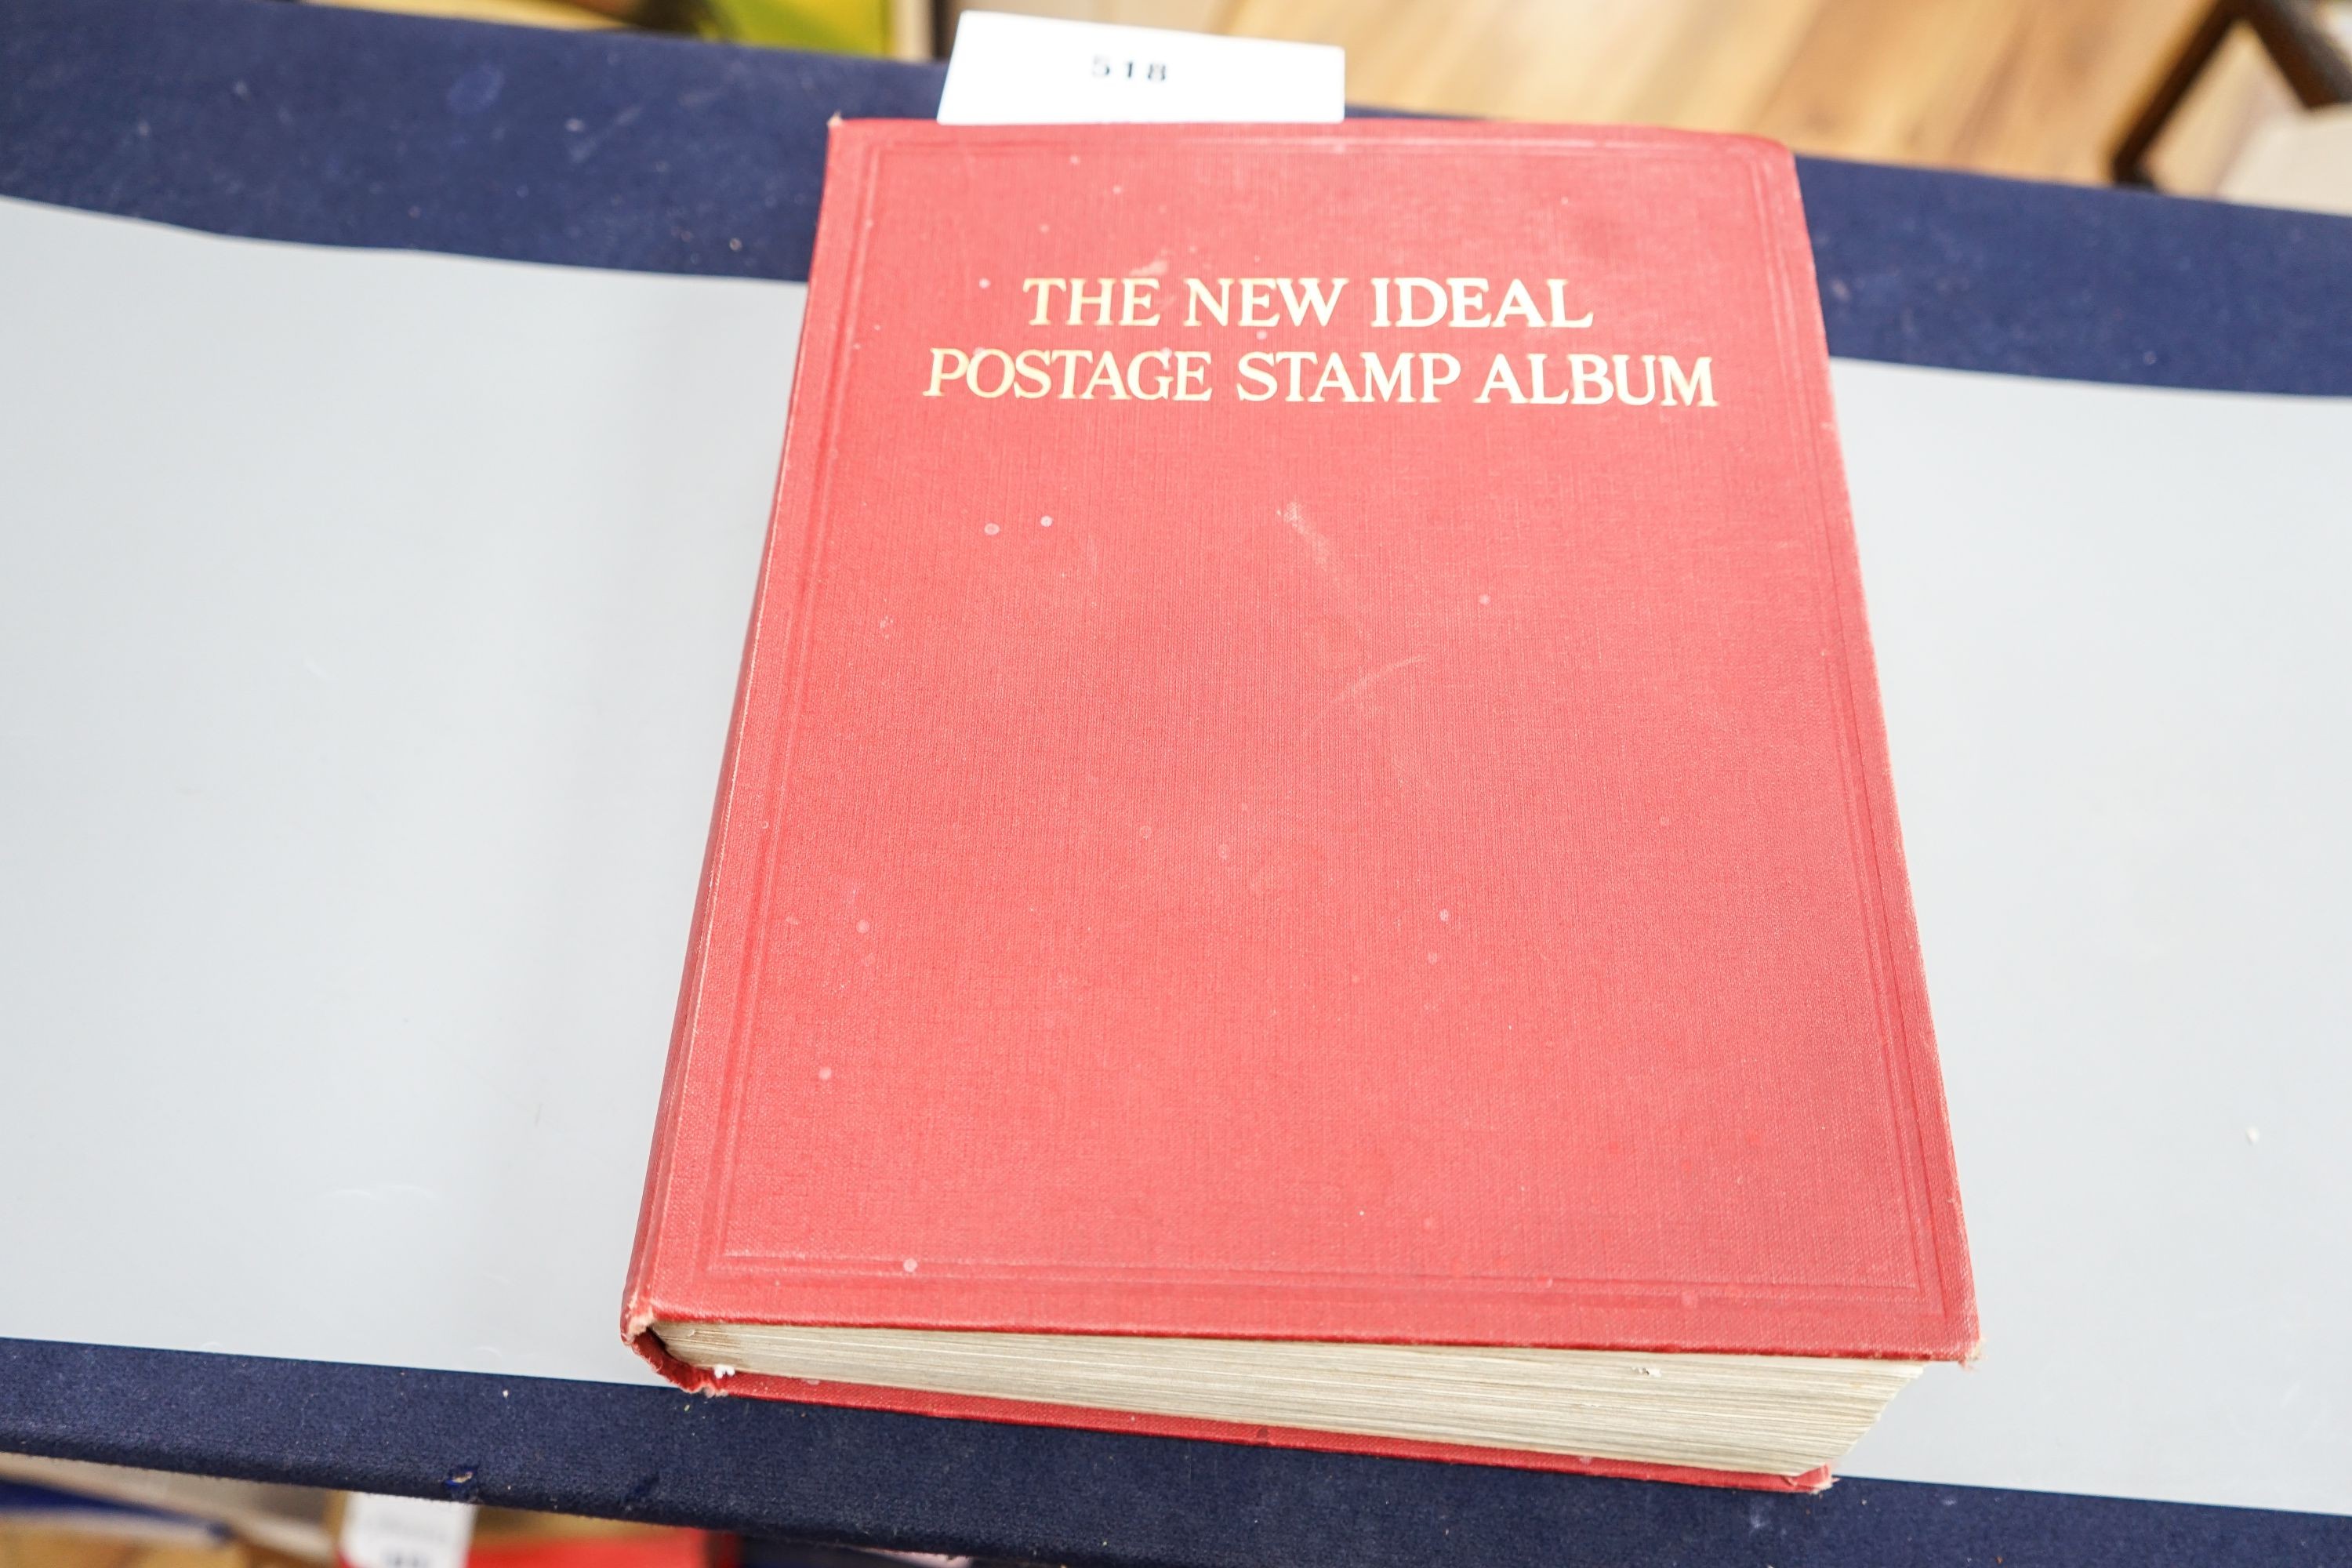 518
THE NEW IDEAL
POSTAGE STAMP ALBUM